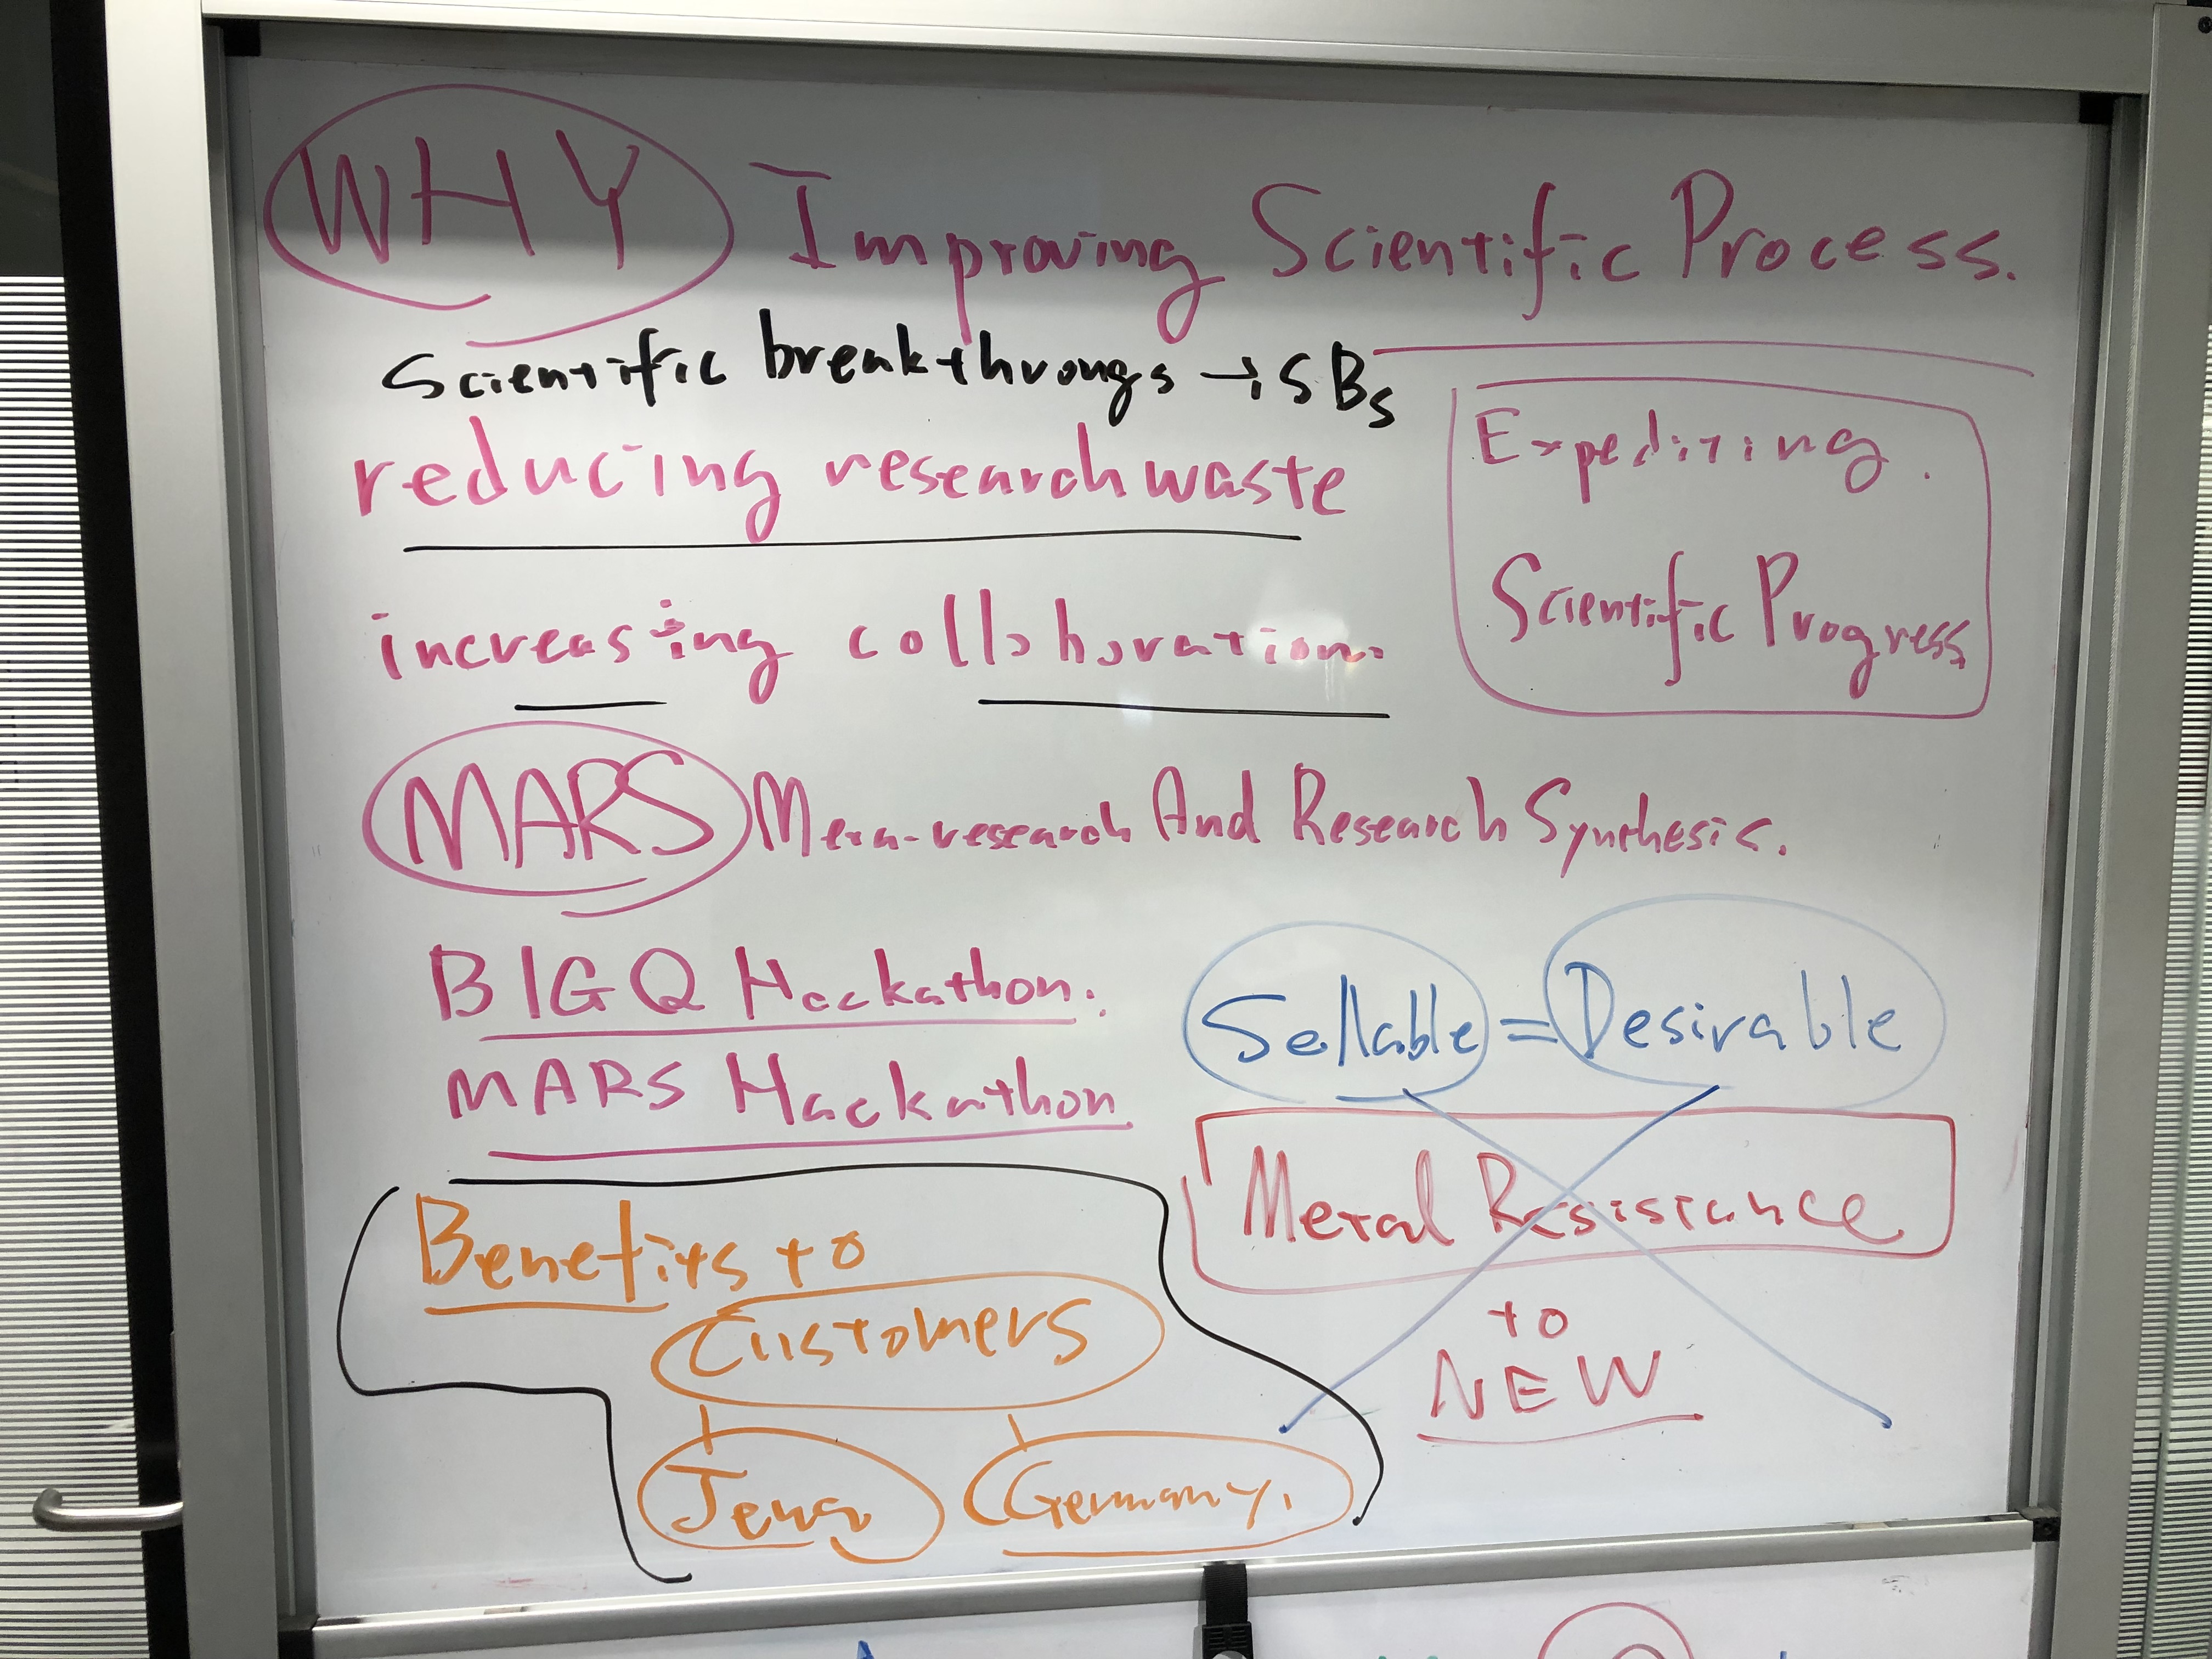 WHY Improving Scientific Process.
Scientific breakthroughs → SBs
reducing research waste
Expediting.
Scientific Progress
increasing collaboration.
MARS Meta-research And Research Synthesis.
BIG Q Hackathon.
MARS Hackathon
Sellable = Desirable
Metal Resistance
to
NEW
Benefits to
Customers
Jena
Germany.